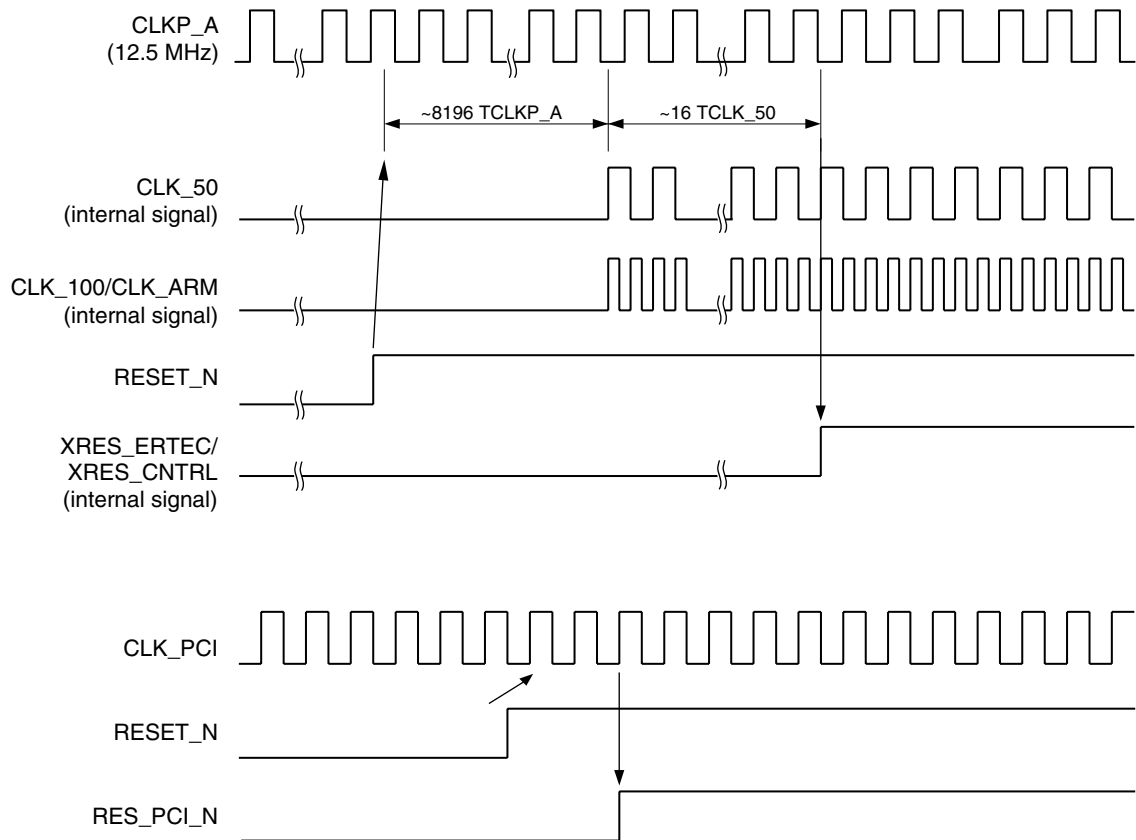 CLKP_A
(12.5 MHz)
~8196 TCLKP_A
~16 TCLK_50
CLK_50
(internal signal)
CLK_100/CLK_ARM
(internal signal)
RESET_N
XRES_ERTEC/
XRES_CNTRL
(internal signal)
CLK_PCI
RESET_N
RES_PCI_N